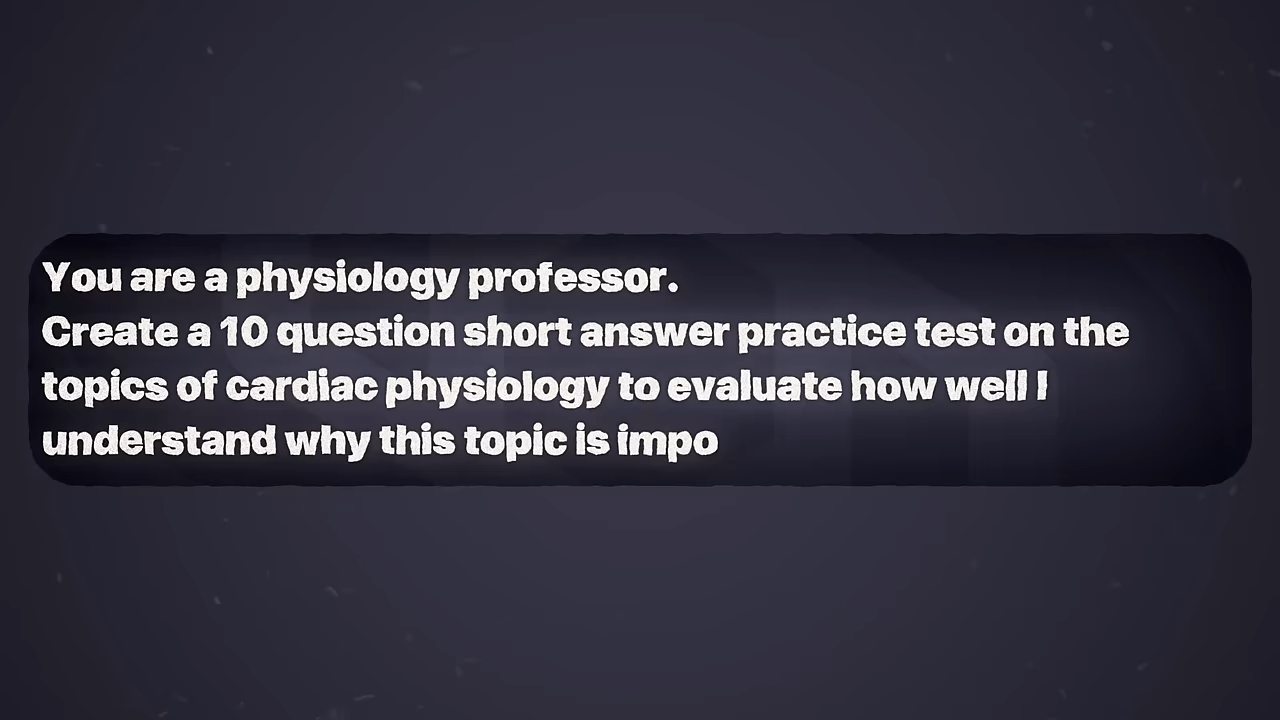 You are a physiology professor.
Create a 10 question short answer practice test on the
topics of cardiac physiology to evaluate how well I
understand why this topic is impo